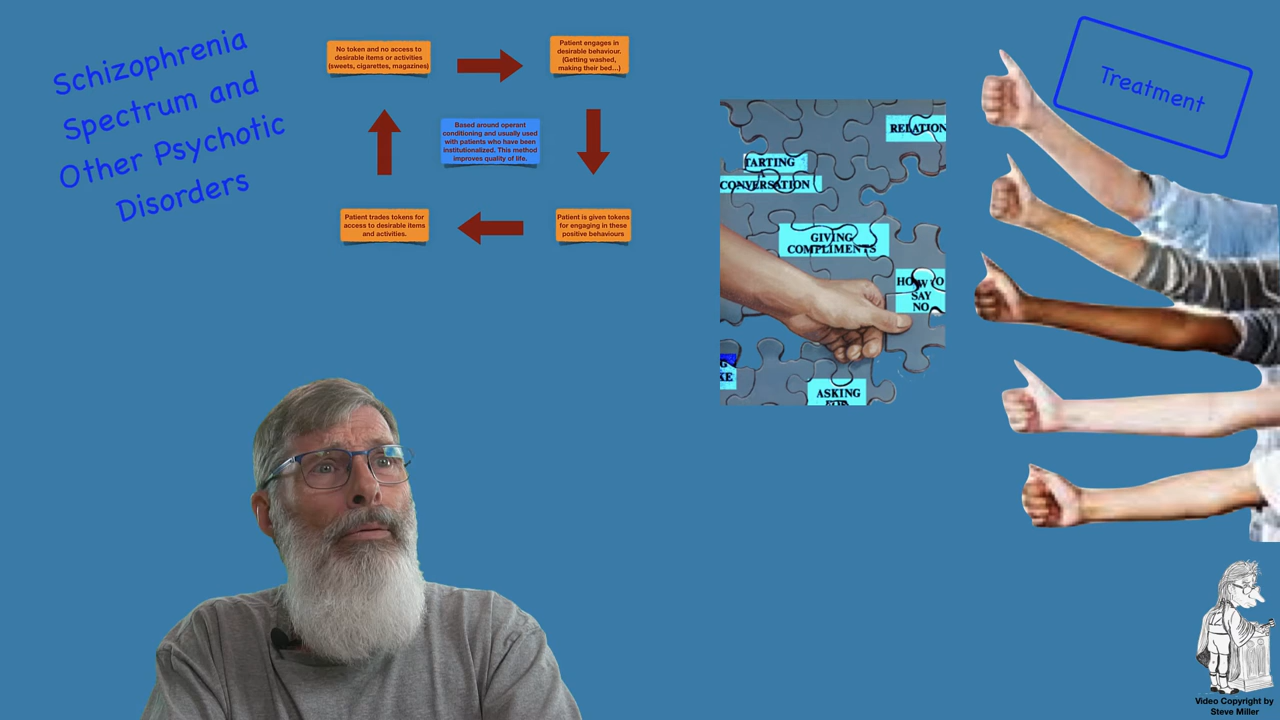 Schizophrenia
Spectrum and
Other Psychotic
Disorders
No token and no access to
desirable items or activities
(sweets, cigarettes, magazines)
Patient engages in
desirable behaviour.
(Getting washed,
making their bed...)
Based around operant
conditioning and usually used
with patients who have been
institutionalized. This method
improves quality of life.
Patient trades tokens for
access to desirable items
and activities.
Patient is given tokens
for engaging in these
positive behaviours
RELATION
TARTING
CONVERSATION
GIVING
COMPLIMENTS
HOW TO
SAY
NO
G
KE
ASKING
FOR
Treatment
Video Copyright by
Steve Miller